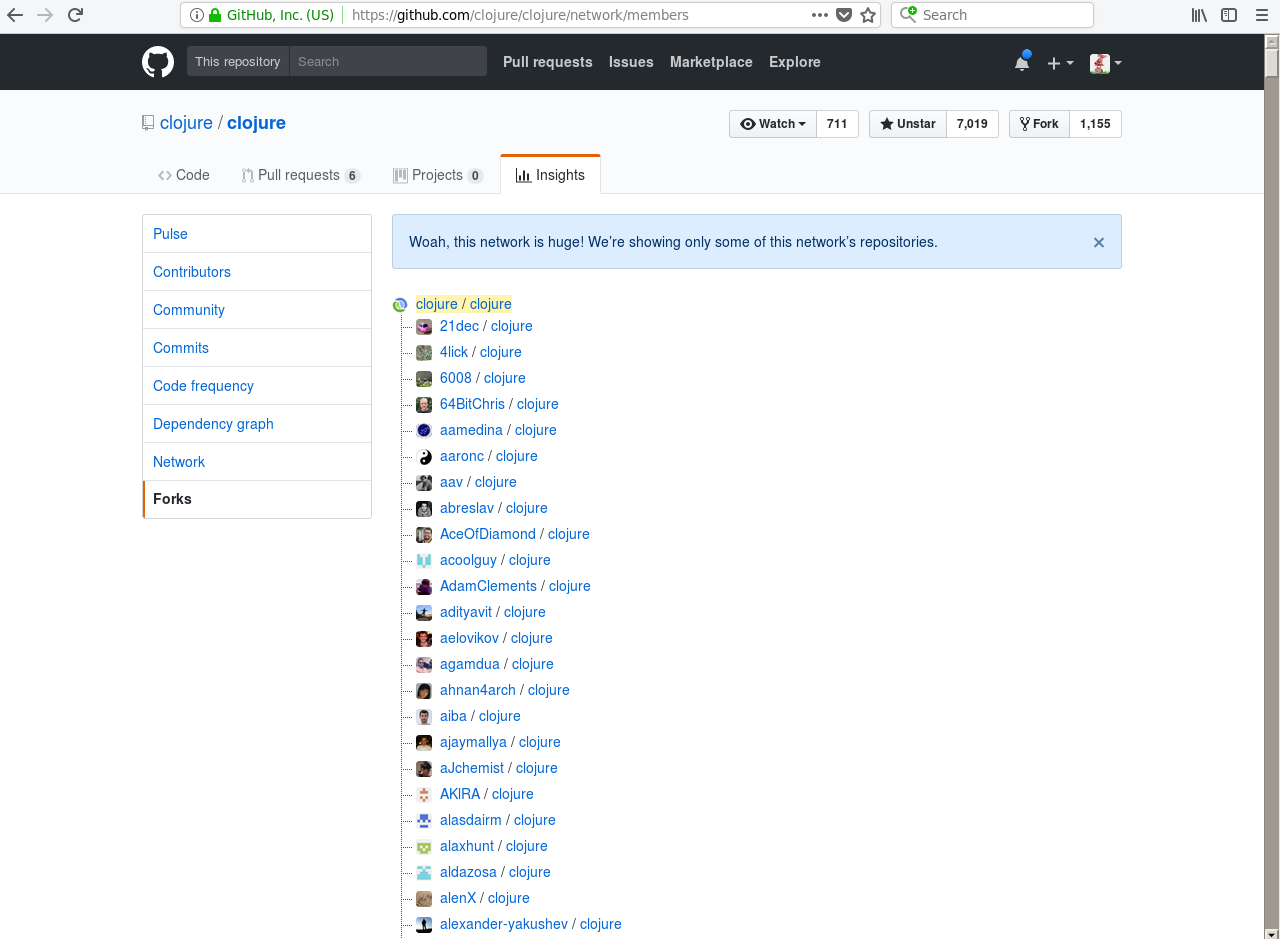 GitHub, Inc. (US) https://github.com/clojure/clojure/network/members Search
This repository Search Pull requests Issues Marketplace Explore
clojure / clojure Watch 711 Unstar 7,019 Fork 1,155
Code Pull requests 6 Projects 0 Insights
Pulse
Contributors
Community
Commits
Code frequency
Dependency graph
Network
Forks
Woah, this network is huge! We’re showing only some of this network’s repositories.
clojure / clojure
21dec / clojure
4lick / clojure
6008 / clojure
64BitChris / clojure
aamedina / clojure
aaronc / clojure
aav / clojure
abreslav / clojure
AceOfDiamond / clojure
acoolguy / clojure
AdamClements / clojure
adityavit / clojure
aelovikov / clojure
agamdua / clojure
ahnan4arch / clojure
aiba / clojure
ajaymallya / clojure
aJchemist / clojure
AKIRA / clojure
alasdairm / clojure
alaxhunt / clojure
aldazosa / clojure
alenX / clojure
alexander-yakushev / clojure